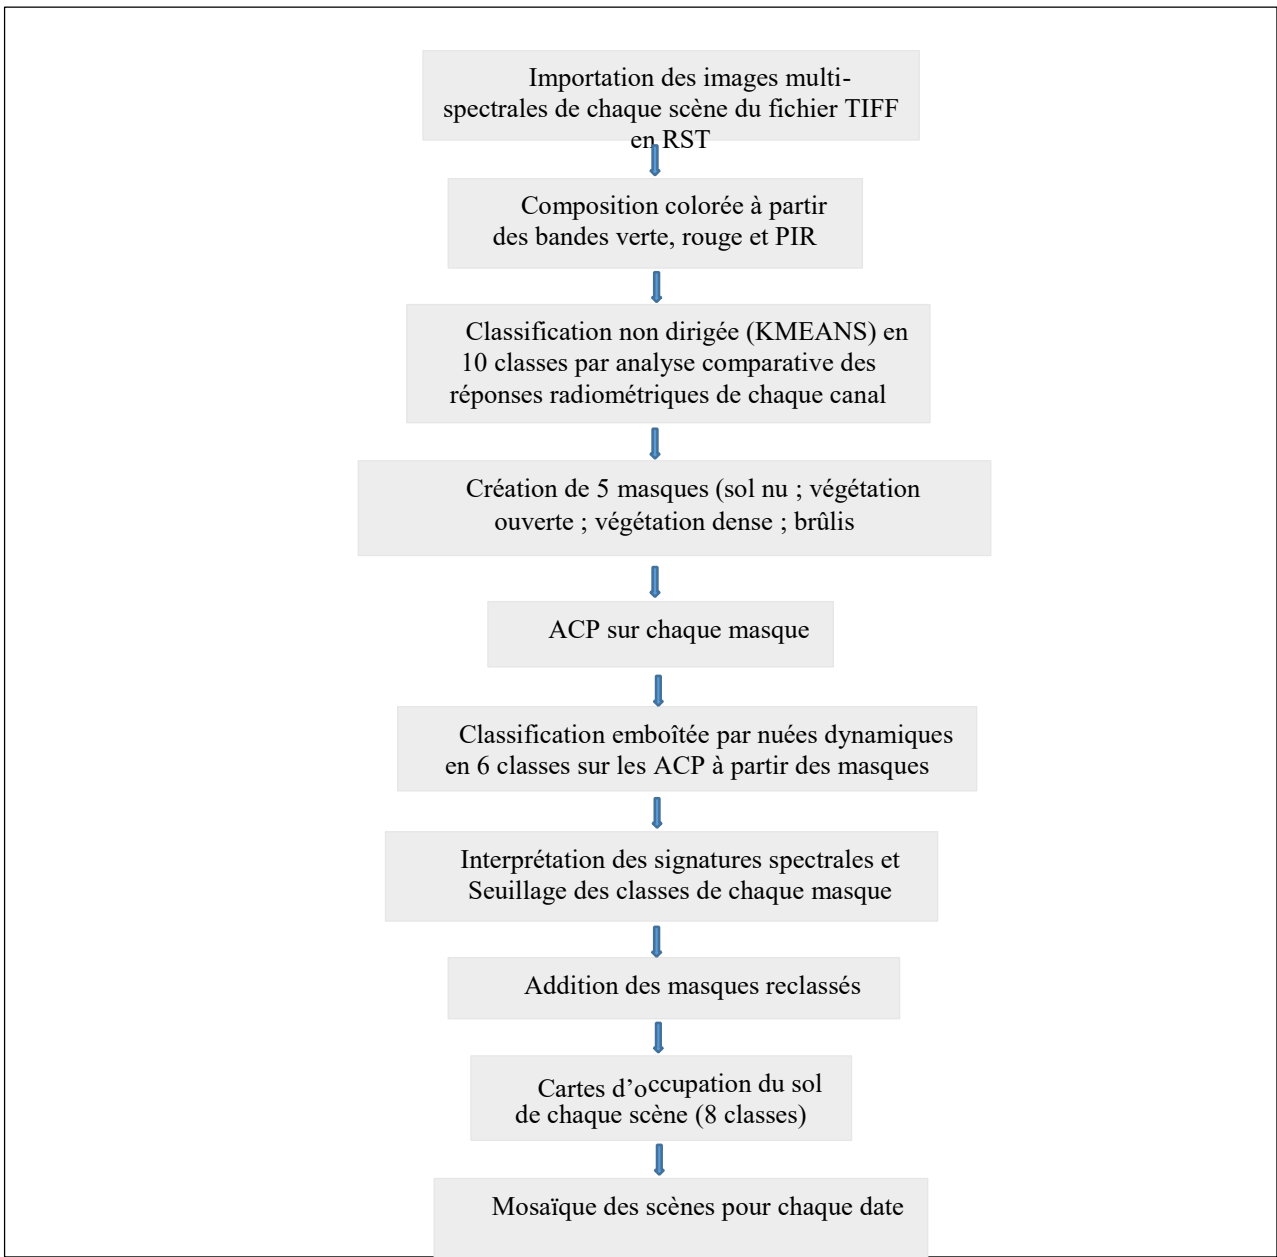 Importation des images multi-
spectrales de chaque scène du fichier TIFF
en RST
Composition colorée à partir
des bandes verte, rouge et PIR
Classification non dirigée (KMEANS) en
10 classes par analyse comparative des
réponses radiométriques de chaque canal
Création de 5 masques (sol nu ; végétation
ouverte ; végétation dense ; brûlis
ACP sur chaque masque
Classification emboîtée par nuées dynamiques
en 6 classes sur les ACP à partir des masques
Interprétation des signatures spectrales et
Seuillage des classes de chaque masque
Addition des masques reclassés
Cartes d’occupation du sol
de chaque scène (8 classes)
Mosaïque des scènes pour chaque date